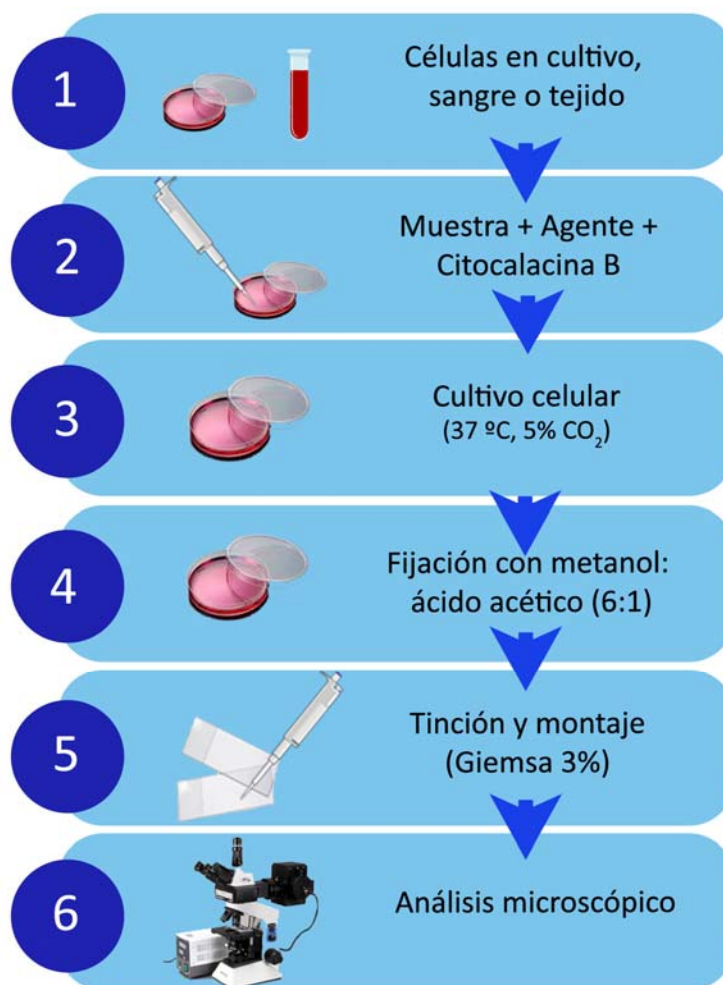 1
Células en cultivo,
sangre o tejido
2
Muestra + Agente +
Citocalacina B
3
Cultivo celular
(37 ºC, 5% CO₂)
4
Fijación con metanol:
ácido acético (6:1)
5
Tinción y montaje
(Giemsa 3%)
6
Análisis microscópico